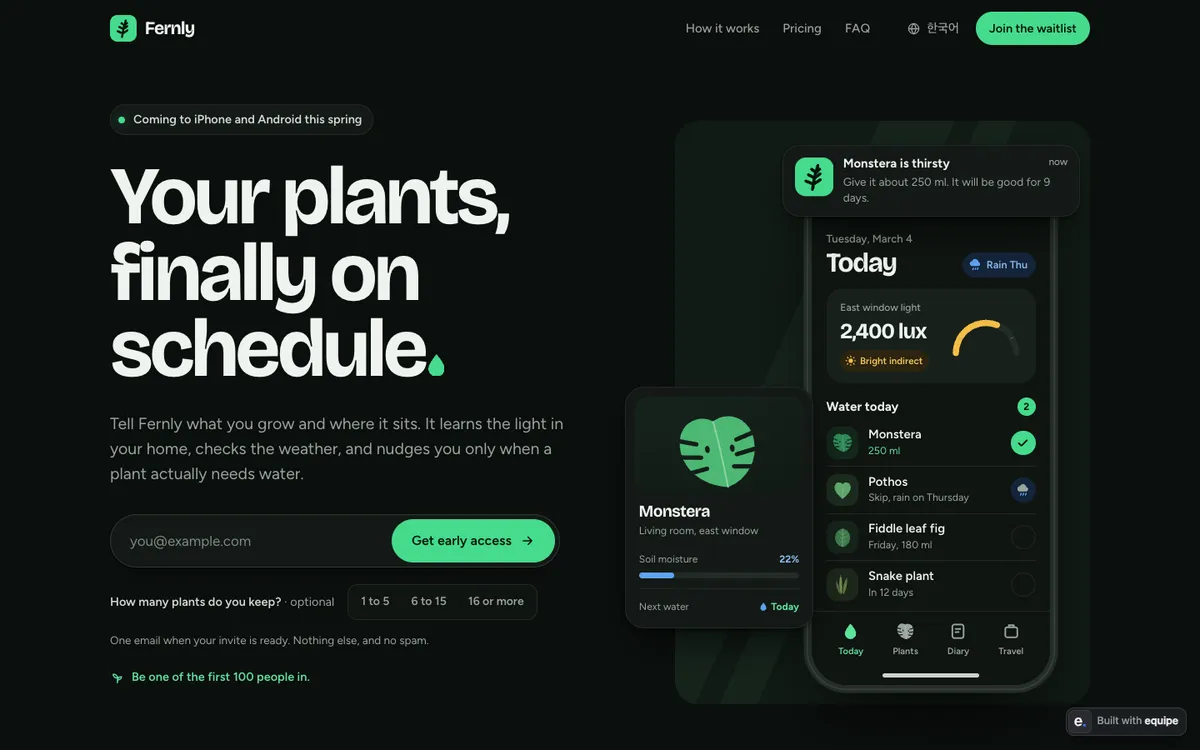 Fernly
How it works
Pricing
FAQ
한국어
Join the waitlist
Coming to iPhone and Android this spring
Your plants,
finally on
schedule
Tell Fernly what you grow and where it sits. It learns the light in
your home, checks the weather, and nudges you only when a
plant actually needs water.
you@example.com
Get early access →
How many plants do you keep? · optional
1 to 5
6 to 15
16 or more
One email when your invite is ready. Nothing else, and no spam.
Be one of the first 100 people in.
Monstera is thirsty
now
Give it about 250 ml. It will be good for 9
days.
Tuesday, March 4
Today
Rain Thu
East window light
2,400 lux
Bright indirect
Water today
2
Monstera
250 ml
Pothos
Skip, rain on Thursday
Fiddle leaf fig
Friday, 180 ml
Snake plant
In 12 days
Today
Plants
Diary
Travel
Monstera
Living room, east window
Soil moisture
22%
Next water
Today
e.
Built with equipe